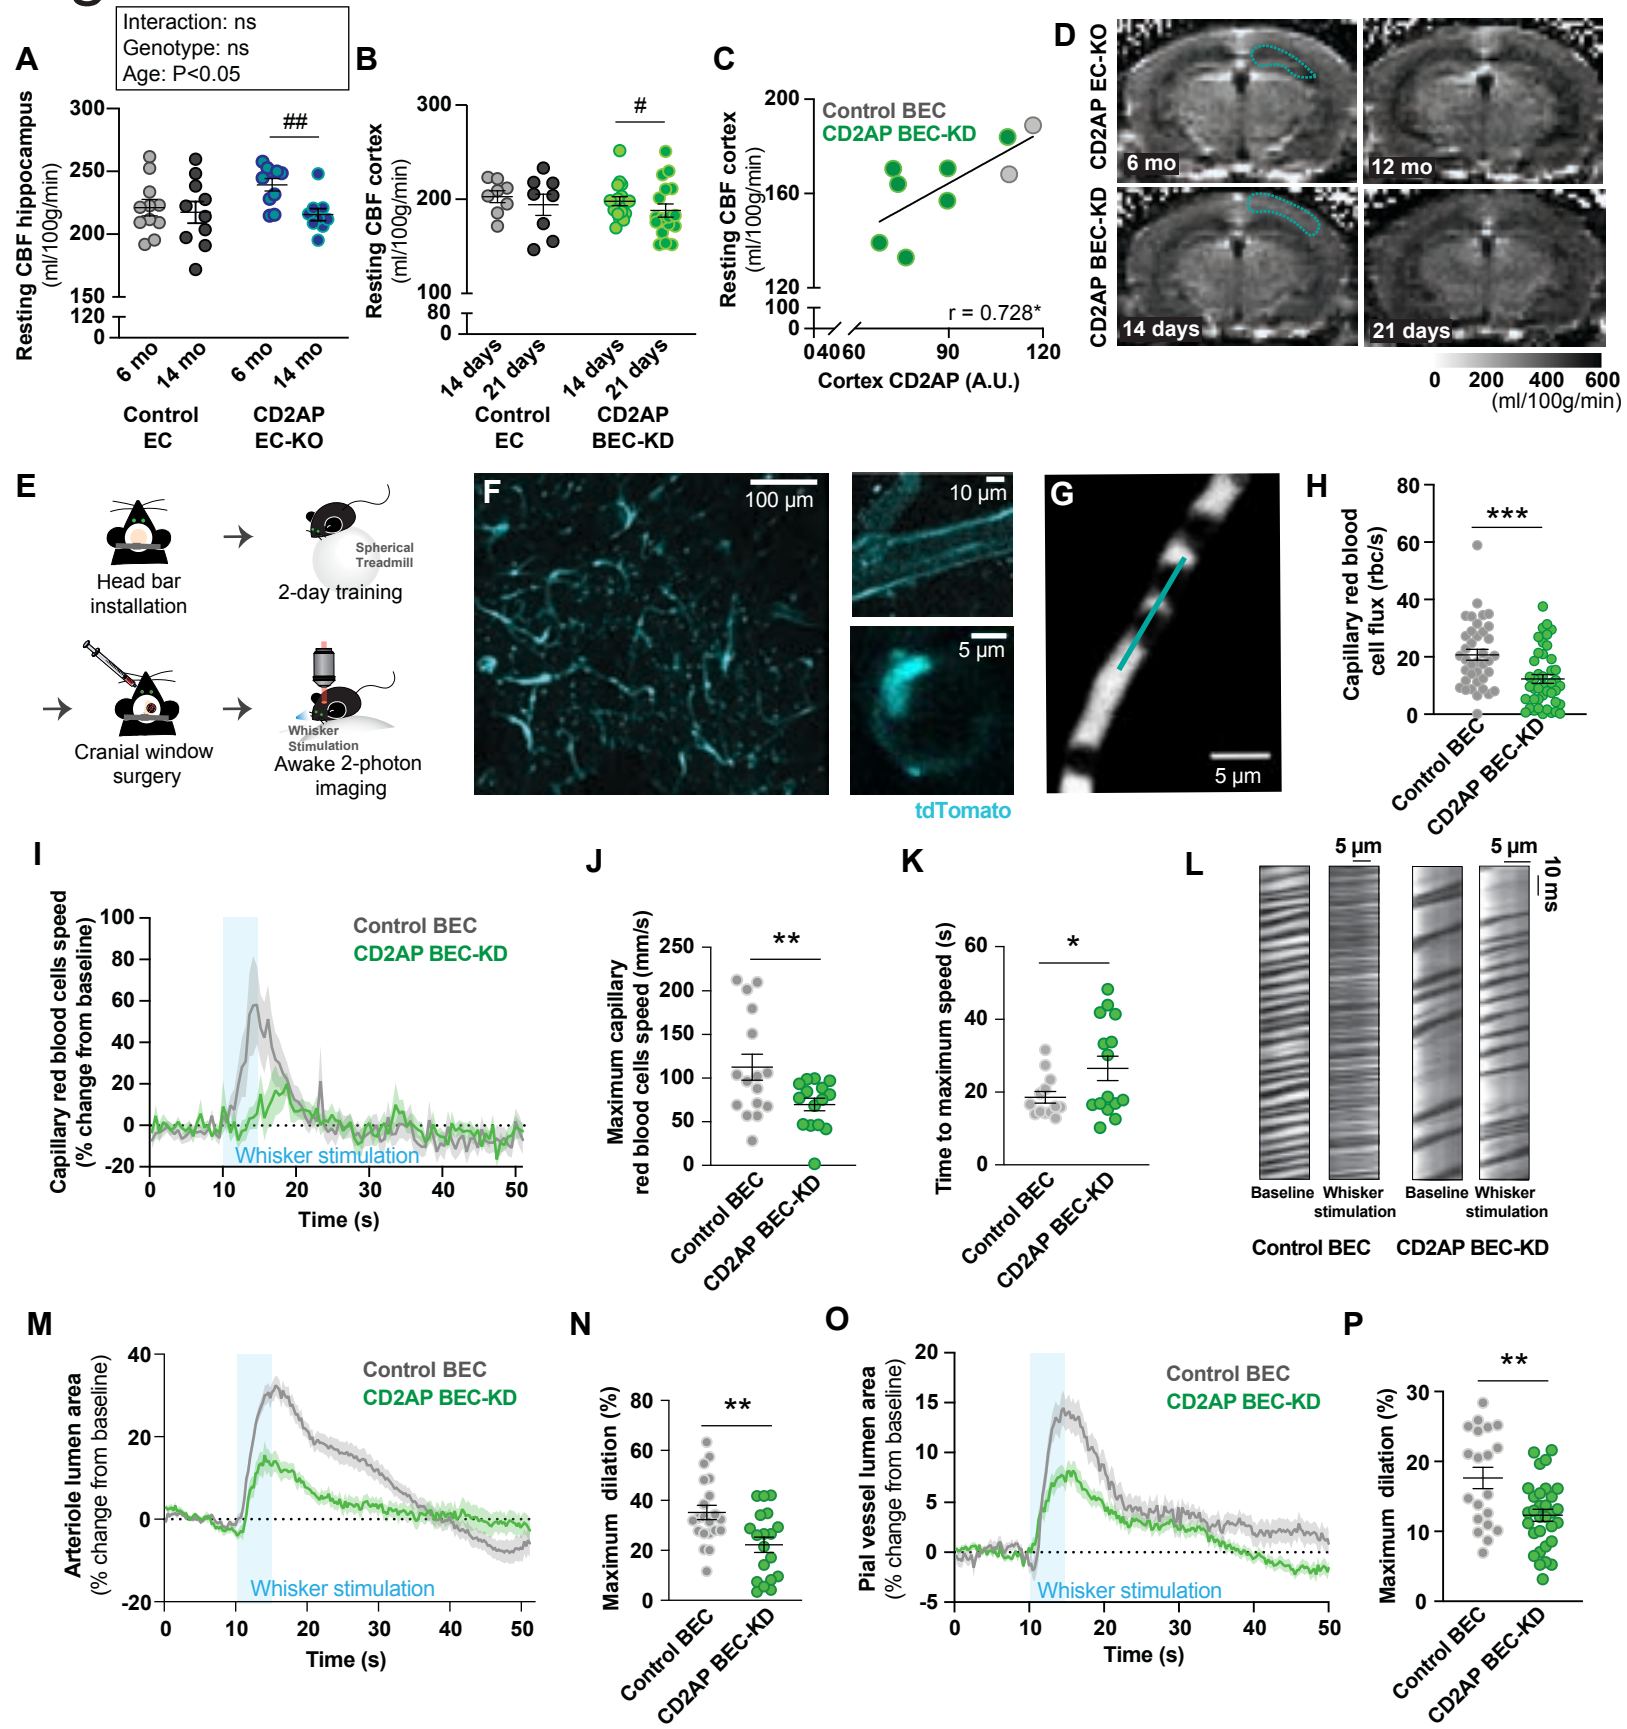 Interaction: ns
Genotype: ns
Age: P<0.05
A
Resting CBF hippocampus
(ml/100g/min)
300
250
200
150
120
0
##
6 mo
14 mo
6 mo
14 mo
Control
EC
CD2AP
EC-KO
B
Resting CBF cortex
(ml/100g/min)
300
200
100
80
0
#
14 days
21 days
14 days
21 days
Control
EC
CD2AP
BEC-KD
C
Resting CBF cortex
(ml/100g/min)
200
160
120
100
0
Control BEC
CD2AP BEC-KD
r = 0.728*
0 40 60 90 120
Cortex CD2AP (A.U.)
D
CD2AP EC-KO
6 mo
12 mo
CD2AP BEC-KD
14 days
21 days
0 200 400 600
(ml/100g/min)
E
Head bar
installation
Spherical
Treadmill
2-day training
Cranial window
surgery
Whisker
Stimulation
Awake 2-photon
imaging
F
100 µm
10 µm
5 µm
tdTomato
G
5 µm
H
Capillary red blood
cell flux (rbc/s)
80
60
40
20
0
***
Control BEC
CD2AP BEC-KD
I
Capillary red blood cells speed
(% change from baseline)
100
80
60
40
20
0
-20
Control BEC
CD2AP BEC-KD
Whisker stimulation
0 10 20 30 40 50
Time (s)
J
Maximum capillary
red blood cells speed (mm/s)
250
200
150
100
50
0
**
Control BEC
CD2AP BEC-KD
K
Time to maximum speed (s)
60
40
20
0
*
Control BEC
CD2AP BEC-KD
L
5 µm
5 µm
10 ms
Baseline
Whisker
stimulation
Baseline
Whisker
stimulation
Control BEC
CD2AP BEC-KD
M
Arteriole lumen area
(% change from baseline)
40
20
0
-20
Control BEC
CD2AP BEC-KD
Whisker stimulation
0 10 20 30 40 50
Time (s)
N
Maximum dilation (%)
80
60
40
20
0
**
Control BEC
CD2AP BEC-KD
O
Pial vessel lumen area
(% change from baseline)
20
15
10
5
0
-5
Control BEC
CD2AP BEC-KD
Whisker stimulation
0 10 20 30 40 50
Time (s)
P
Maximum dilation (%)
30
20
10
0
**
Control BEC
CD2AP BEC-KD